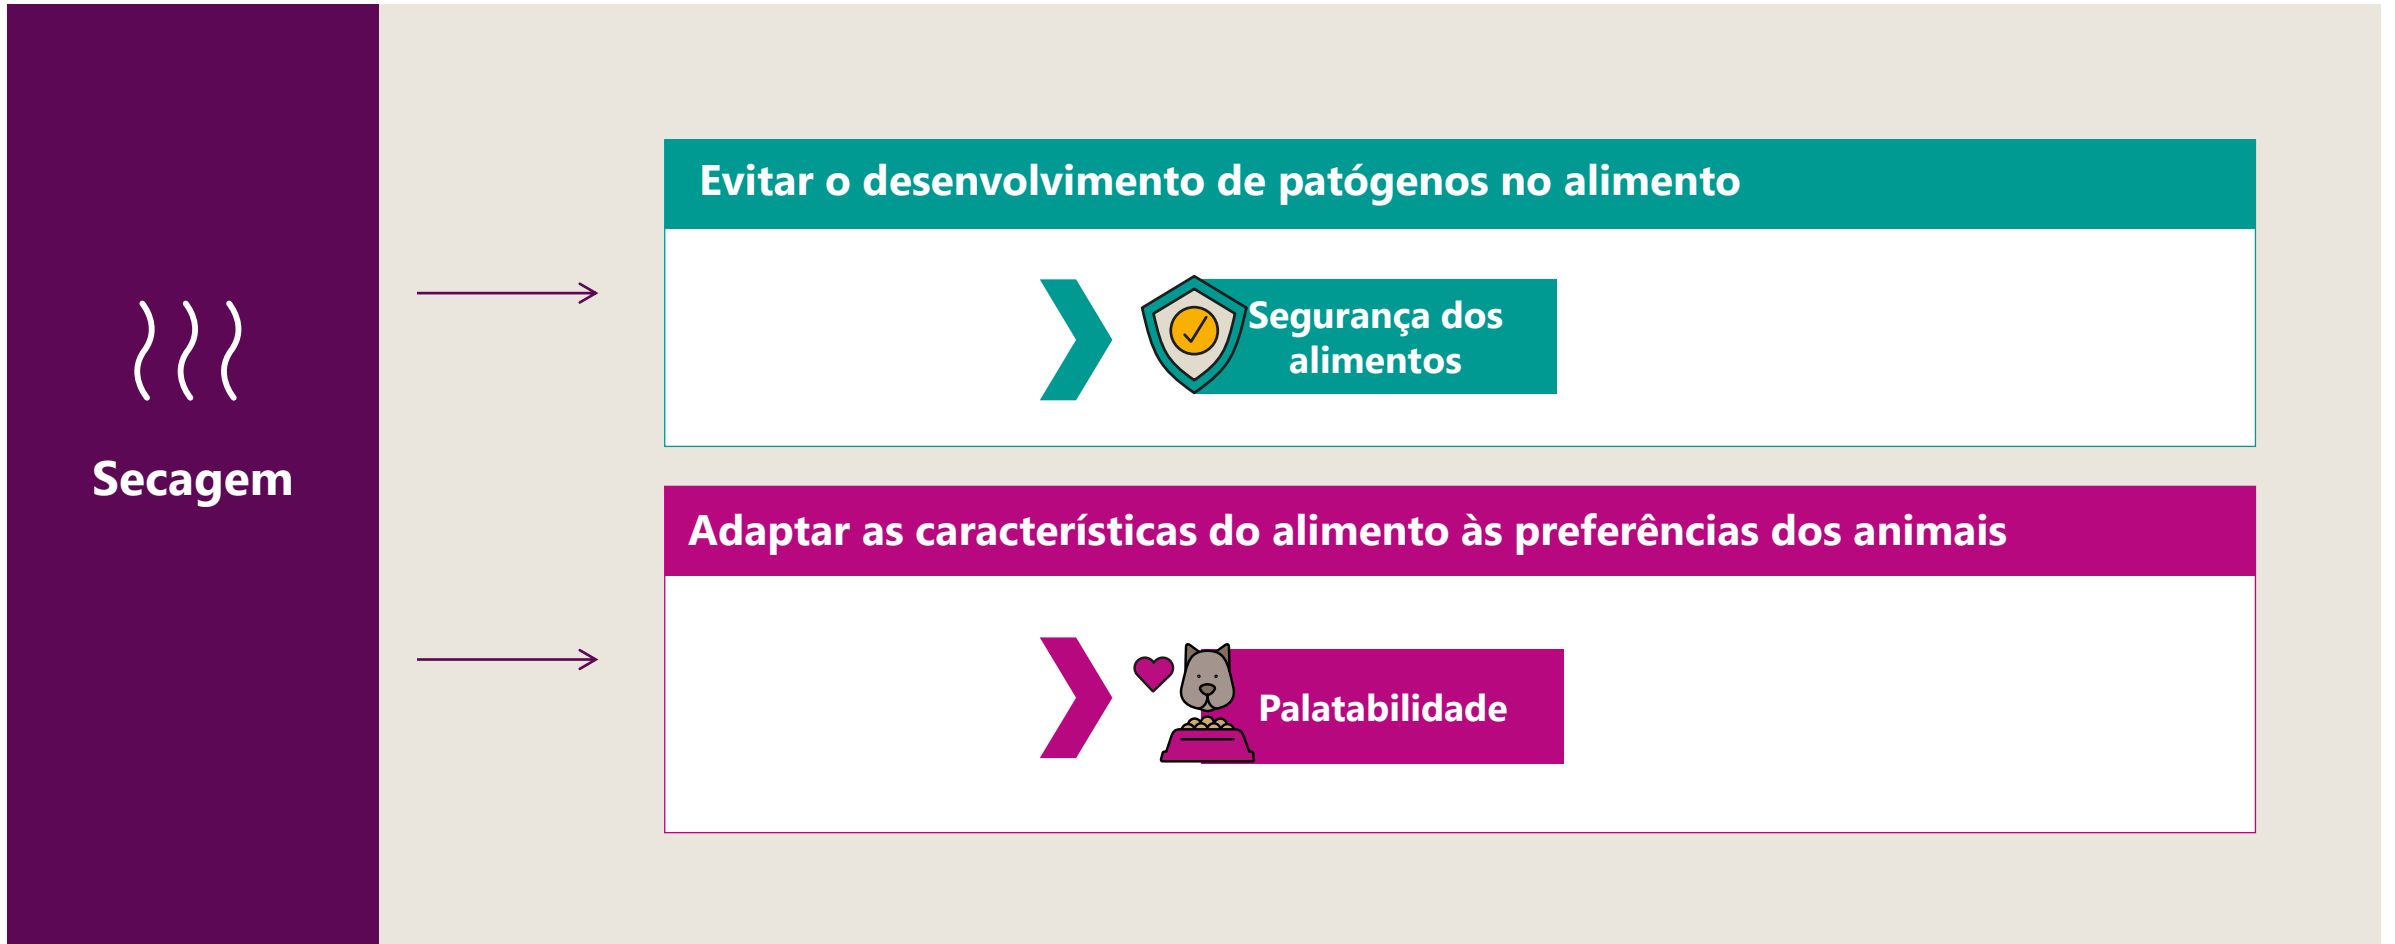 Secagem
Evitar o desenvolvimento de patógenos no alimento
Segurança dos
alimentos
Adaptar as características do alimento às preferências dos animais
Palatabilidade